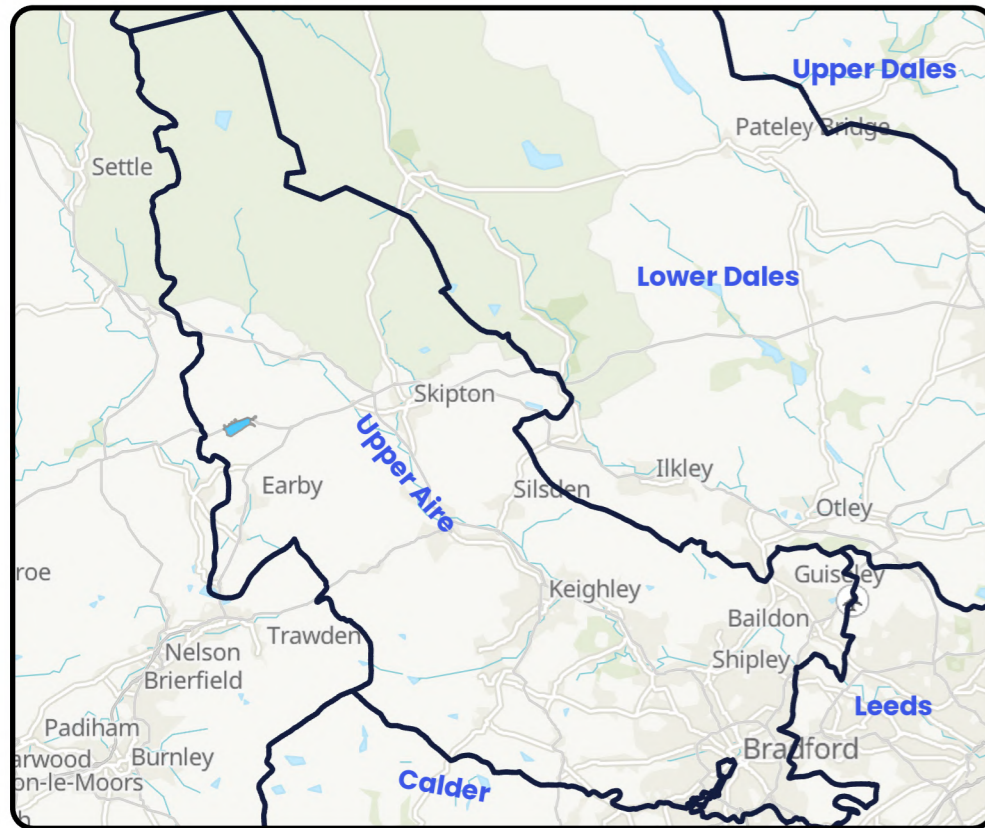 Upper Dales
Pateley Bridge
Settle
Lower Dales
Skipton
Upper Aire
Ilkley
Earby
Silsden
Otley
roe
Guiseley
Keighley
Baildon
Trawden
Nelson
Shipley
Brierfield
Leeds
Padiham
Bradford
arwood
Burnley
on-le-Moors
Calder
h